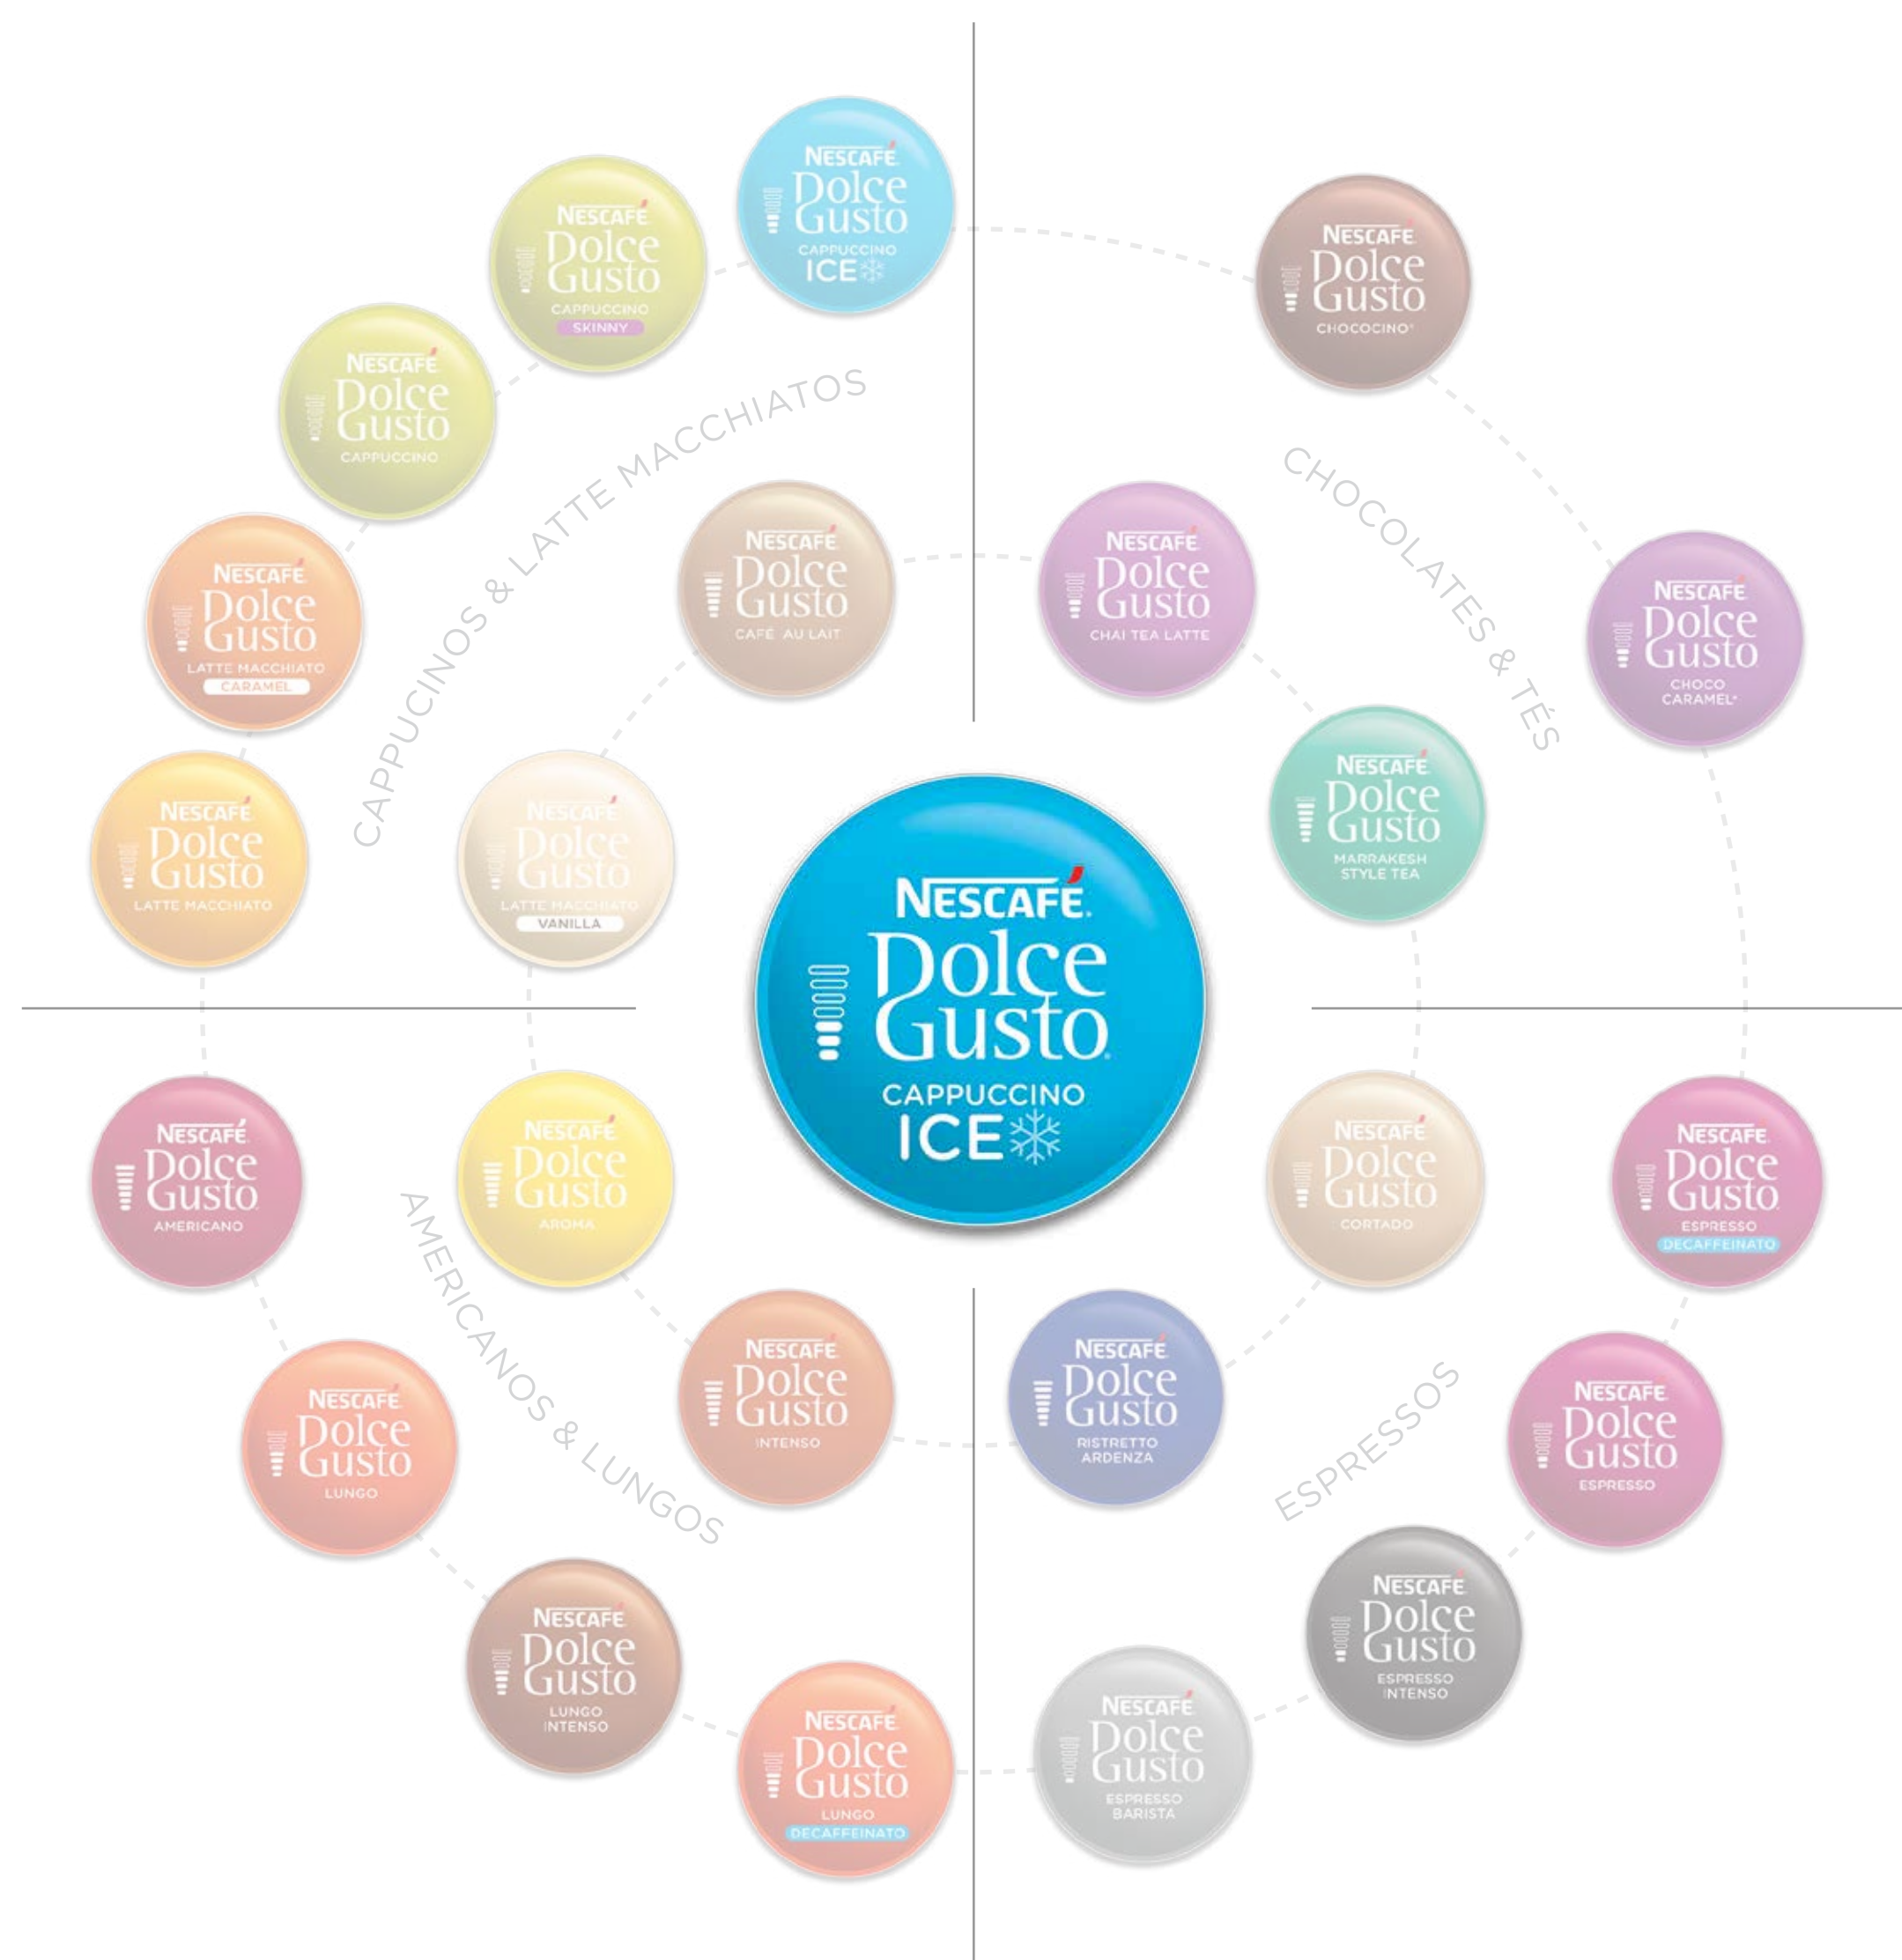 NESCAFÉ
Dolce
Gusto
CAPPUCCINO
ICE
NESCAFÉ
Dolce
Gusto
CAPPUCCINO
SKINNY
NESCAFÉ
Dolce
Gusto
CAPPUCCINO
NESCAFÉ
Dolce
Gusto
LATTE MACCHIATO
CARAMEL
NESCAFÉ
Dolce
Gusto
LATTE MACCHIATO
CAPPUCINOS & LATTE MACCHIATOS
NESCAFÉ
Dolce
Gusto
CAFÉ AU LAIT
NESCAFÉ
Dolce
Gusto
LATTE MACCHIATO
VANILLA
NESCAFÉ
Dolce
Gusto
CHOCOCINO*
NESCAFÉ
Dolce
Gusto
CHOCO
CARAMEL*
CHOCOLATES & TÉS
NESCAFÉ
Dolce
Gusto
CHAI TEA LATTE
NESCAFÉ
Dolce
Gusto
MARRAKESH
STYLE TEA
NESCAFÉ.
Dolce
Gusto
CAPPUCCINO
ICE
NESCAFÉ
Dolce
Gusto
AMERICANO
NESCAFÉ
Dolce
Gusto
AROMA
AMERICANOS & LUNGOS
NESCAFÉ
Dolce
Gusto
INTENSO
NESCAFÉ
Dolce
Gusto
LUNGO
NESCAFÉ
Dolce
Gusto
LUNGO
INTENSO
NESCAFÉ
Dolce
Gusto
LUNGO
DECAFFEINATO
NESCAFÉ
Dolce
Gusto
CORTADO
NESCAFÉ
Dolce
Gusto
ESPRESSO
DECAFFEINATO
NESCAFÉ
Dolce
Gusto
RISTRETTO
ARDENZA
ESPRESSOS
NESCAFÉ
Dolce
Gusto
ESPRESSO
NESCAFÉ
Dolce
Gusto
ESPRESSO
INTENSO
NESCAFÉ
Dolce
Gusto
ESPRESSO
BARISTA